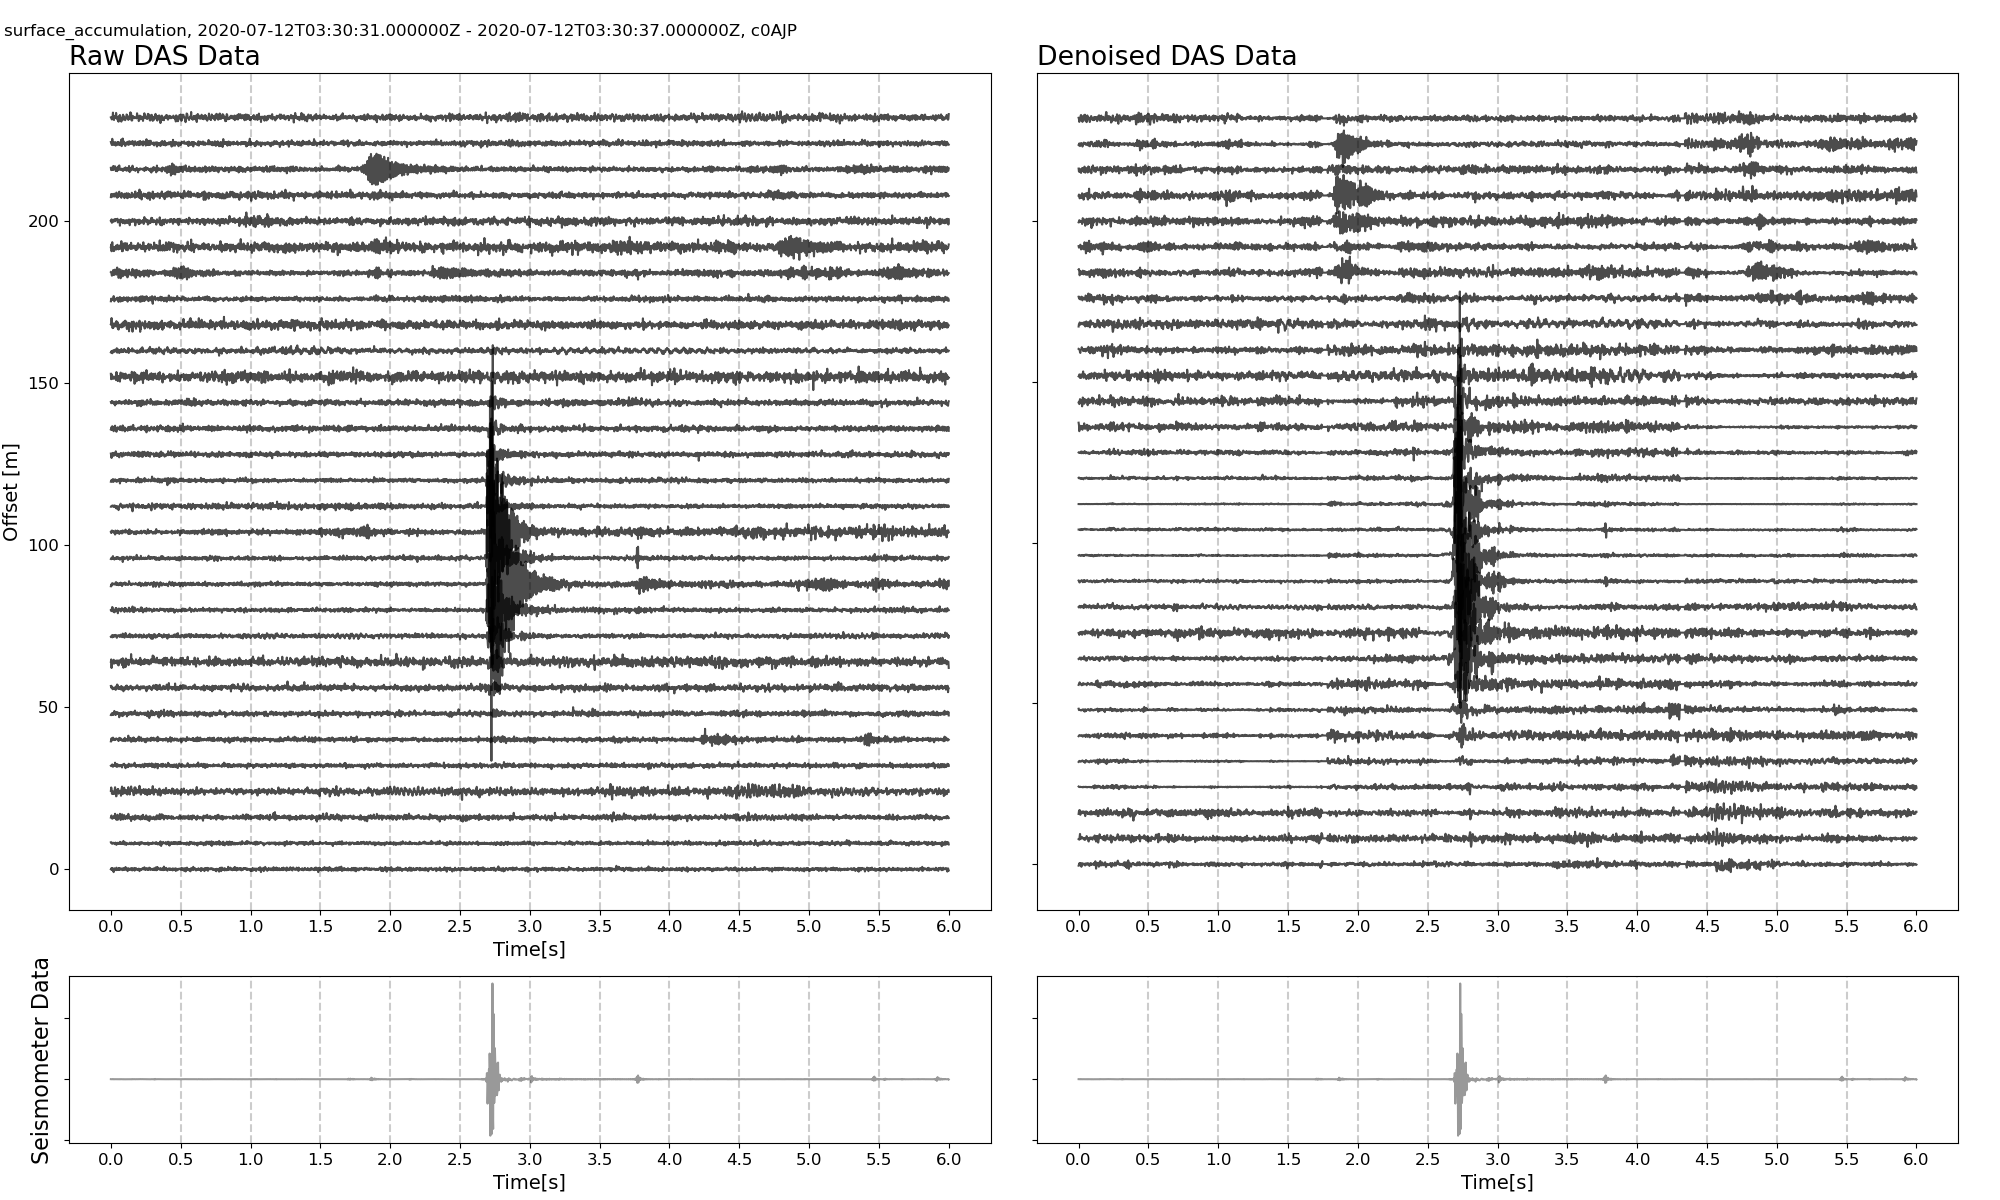 surface_accumulation, 2020-07-12T03:30:31.000000Z - 2020-07-12T03:30:37.000000Z, c0AJP
Raw DAS Data
Denoised DAS Data
Offset [m]
200
150
100
50
0
0.0 0.5 1.0 1.5 2.0 2.5 3.0 3.5 4.0 4.5 5.0 5.5 6.0
Time[s]
0.0 0.5 1.0 1.5 2.0 2.5 3.0 3.5 4.0 4.5 5.0 5.5 6.0
Seismometer Data
0.0 0.5 1.0 1.5 2.0 2.5 3.0 3.5 4.0 4.5 5.0 5.5 6.0
Time[s]
0.0 0.5 1.0 1.5 2.0 2.5 3.0 3.5 4.0 4.5 5.0 5.5 6.0
Time[s]